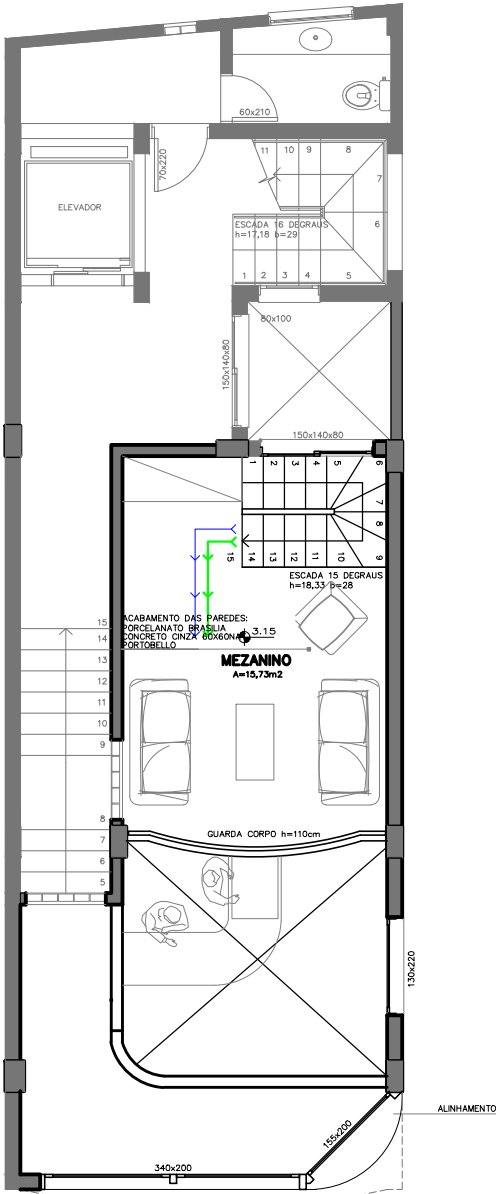 60x210
70x220
ELEVADOR
11 10 9 8
7
6
ESCADA 16 DEGRAUS
h=17,18 b=29
1 2 3 4 5
80x100
150x140x80
150x140x80
1 2 3 4 5 6
7
8
15 14 13 12 11 10 9
ESCADA 15 DEGRAUS
h=18,33 b=28
ACABAMENTO DAS PAREDES:
PORCELANATO BRASILIA
CONCRETO CINZA 60X60NA
PORTOBELLO
3.15
MEZANINO
A=15,73m2
15
14
13
12
11
10
9
8
7
6
5
GUARDA CORPO h=110cm
130x220
ALINHAMENTO
155x200
340x200